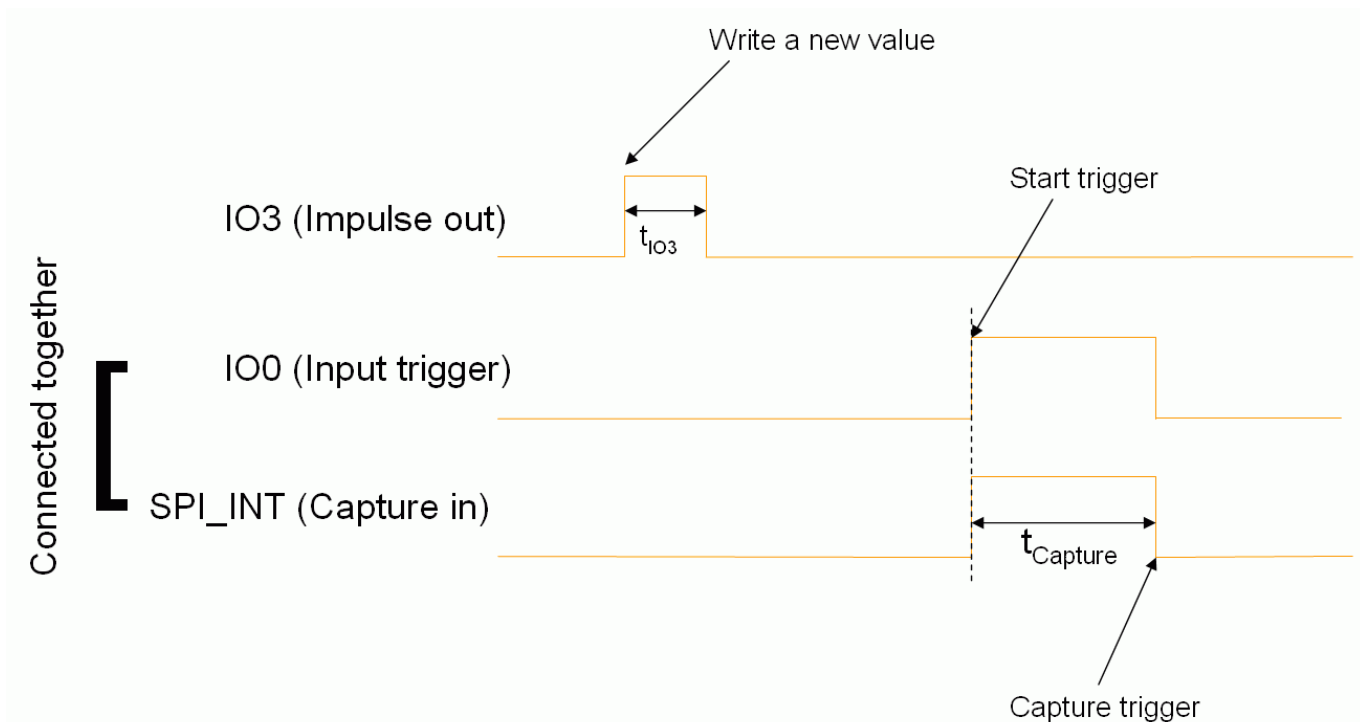 Write a new value
Start trigger
IO3 (Impulse out)
tIO3
Connected together
IO0 (Input trigger)
SPI_INT (Capture in)
tCapture
Capture trigger